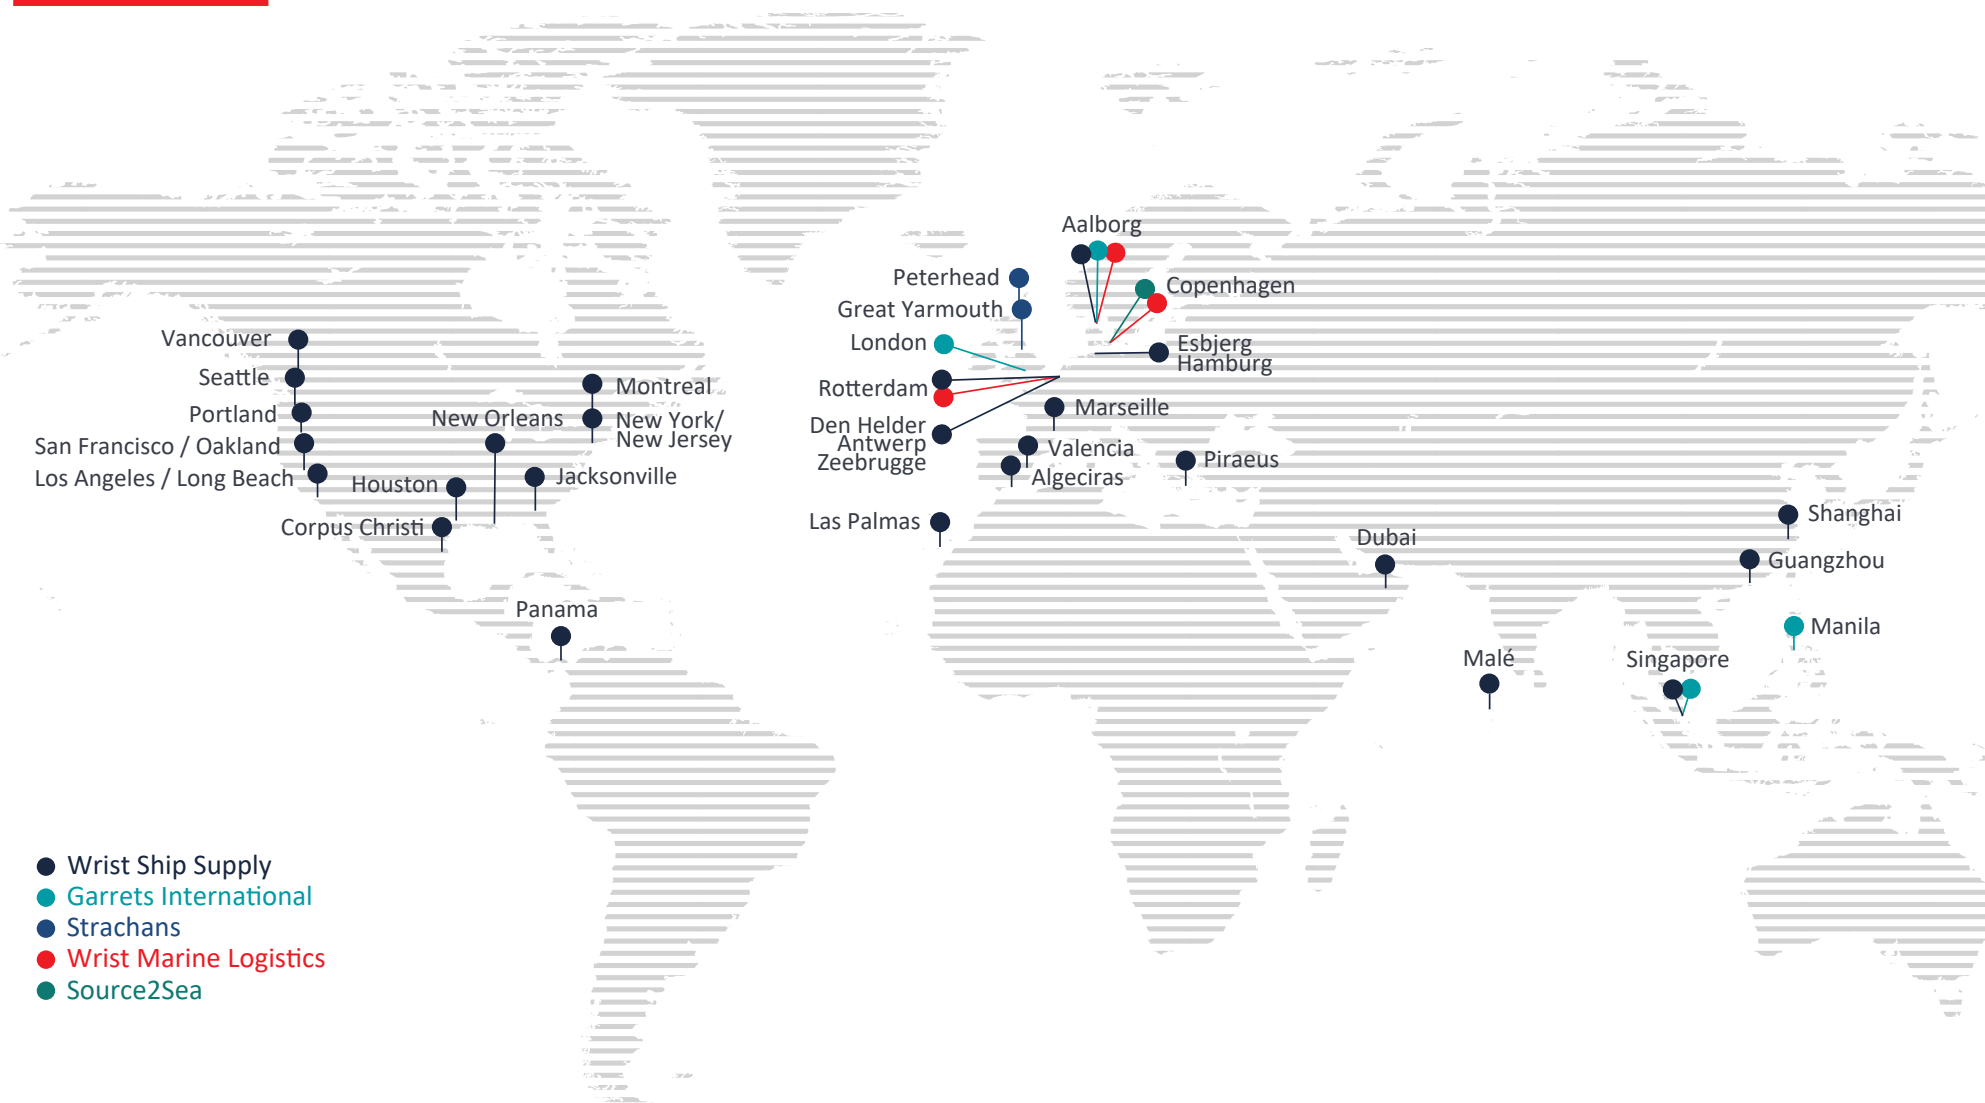 Aalborg
Peterhead
Copenhagen
Great Yarmouth
London
Esbjerg
Hamburg
Vancouver
Seattle
Portland
San Francisco / Oakland
Los Angeles / Long Beach
Houston
Corpus Christi
New Orleans
Montreal
New York/
New Jersey
Jacksonville
Panama
Rotterdam
Den Helder
Antwerp
Zeebrugge
Marseille
Valencia
Algeciras
Piraeus
Las Palmas
Dubai
Shanghai
Guangzhou
Manila
Malé
Singapore
Wrist Ship Supply
Garrets International
Strachans
Wrist Marine Logistics
Source2Sea